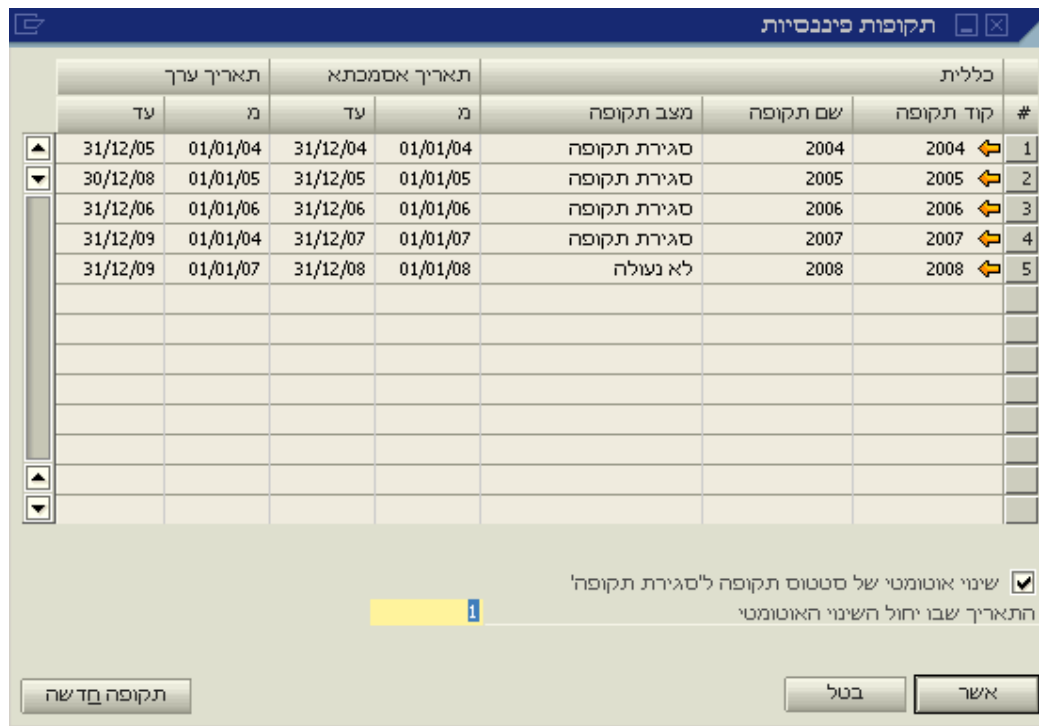 תקופות פיננסיות
כללית תאריך אסמכתא תאריך ערך
# קוד תקופה שם תקופה מצב תקופה מ עד מ עד
1 2004 2004 סגירת תקופה 01/01/04 31/12/04 01/01/04 31/12/05
2 2005 2005 סגירת תקופה 01/01/05 31/12/05 01/01/05 30/12/08
3 2006 2006 סגירת תקופה 01/01/06 31/12/06 01/01/06 31/12/06
4 2007 2007 סגירת תקופה 01/01/07 31/12/07 01/01/04 31/12/09
5 2008 2008 לא נעולה 01/01/08 31/12/08 01/01/07 31/12/09
שינוי אוטומטי של סטטוס תקופה ל'סגירת תקופה'
התאריך שבו יחול השינוי האוטומטי 1
אשר בטל תקופה חדשה